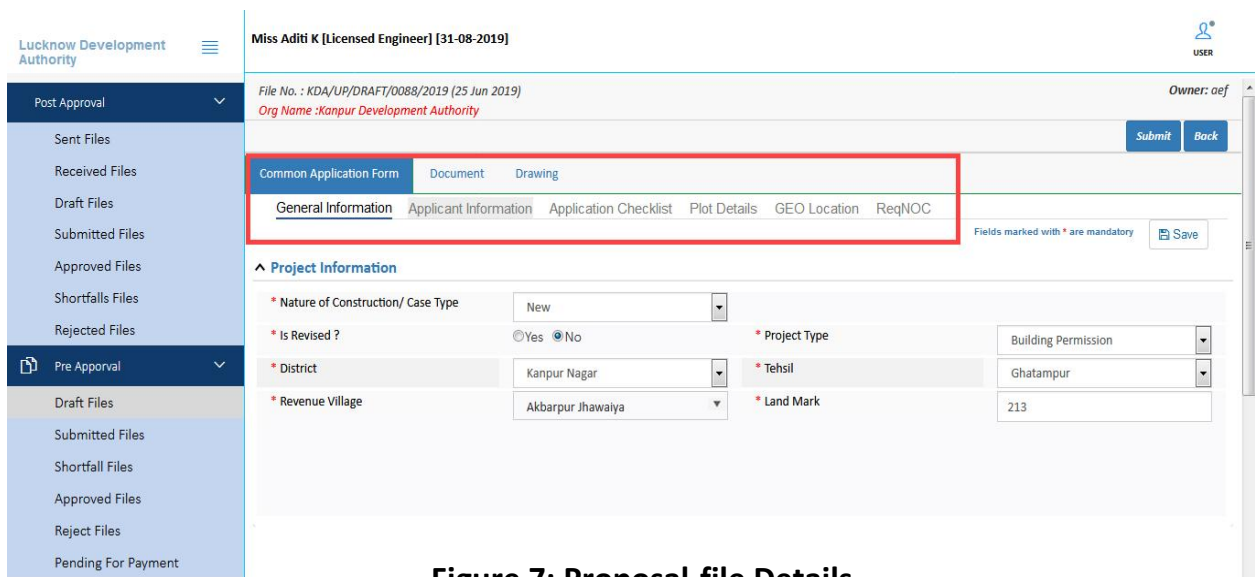 Lucknow Development
Authority
Miss Aditi K [Licensed Engineer] [31-08-2019]
USER
Post Approval
Sent Files
Received Files
Draft Files
Submitted Files
Approved Files
Shortfalls Files
Rejected Files
Pre Apporval
Draft Files
Submitted Files
Shortfall Files
Approved Files
Reject Files
Pending For Payment
File No. : KDA/UP/DRAFT/0088/2019 (25 Jun 2019) Owner: aef
Org Name :Kanpur Development Authority
Submit Back
Common Application Form Document Drawing
General Information Applicant Information Application Checklist Plot Details GEO Location ReqNOC
Fields marked with * are mandatory Save
Project Information
* Nature of Construction/ Case Type New
* Is Revised ? Yes No * Project Type Building Permission
* District Kanpur Nagar * Tehsil Ghatampur
* Revenue Village Akbarpur Jhawaiya * Land Mark 213
Figure 7: Proposal file Details